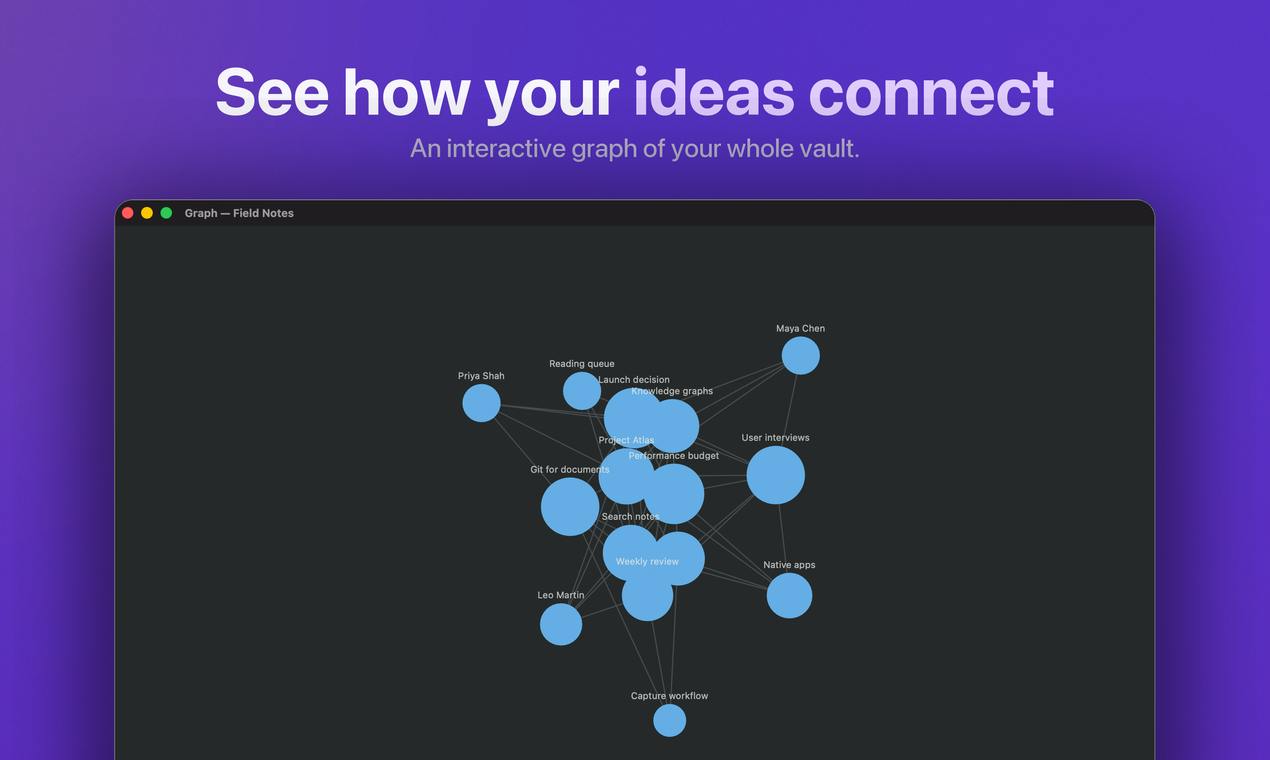 See how your ideas connect
An interactive graph of your whole vault.
Graph — Field Notes
Maya Chen
Reading queue
Priya Shah
Launch decision
Knowledge graphs
User interviews
Project Atlas
Performance budget
Git for documents
Search notes
Weekly review
Native apps
Leo Martin
Capture workflow